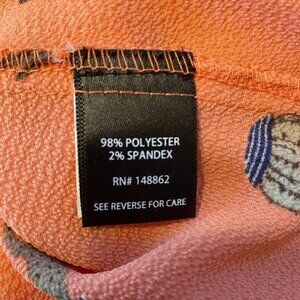 98% POLYESTER
2% SPANDEX
RN# 148862
SEE REVERSE FOR CARE